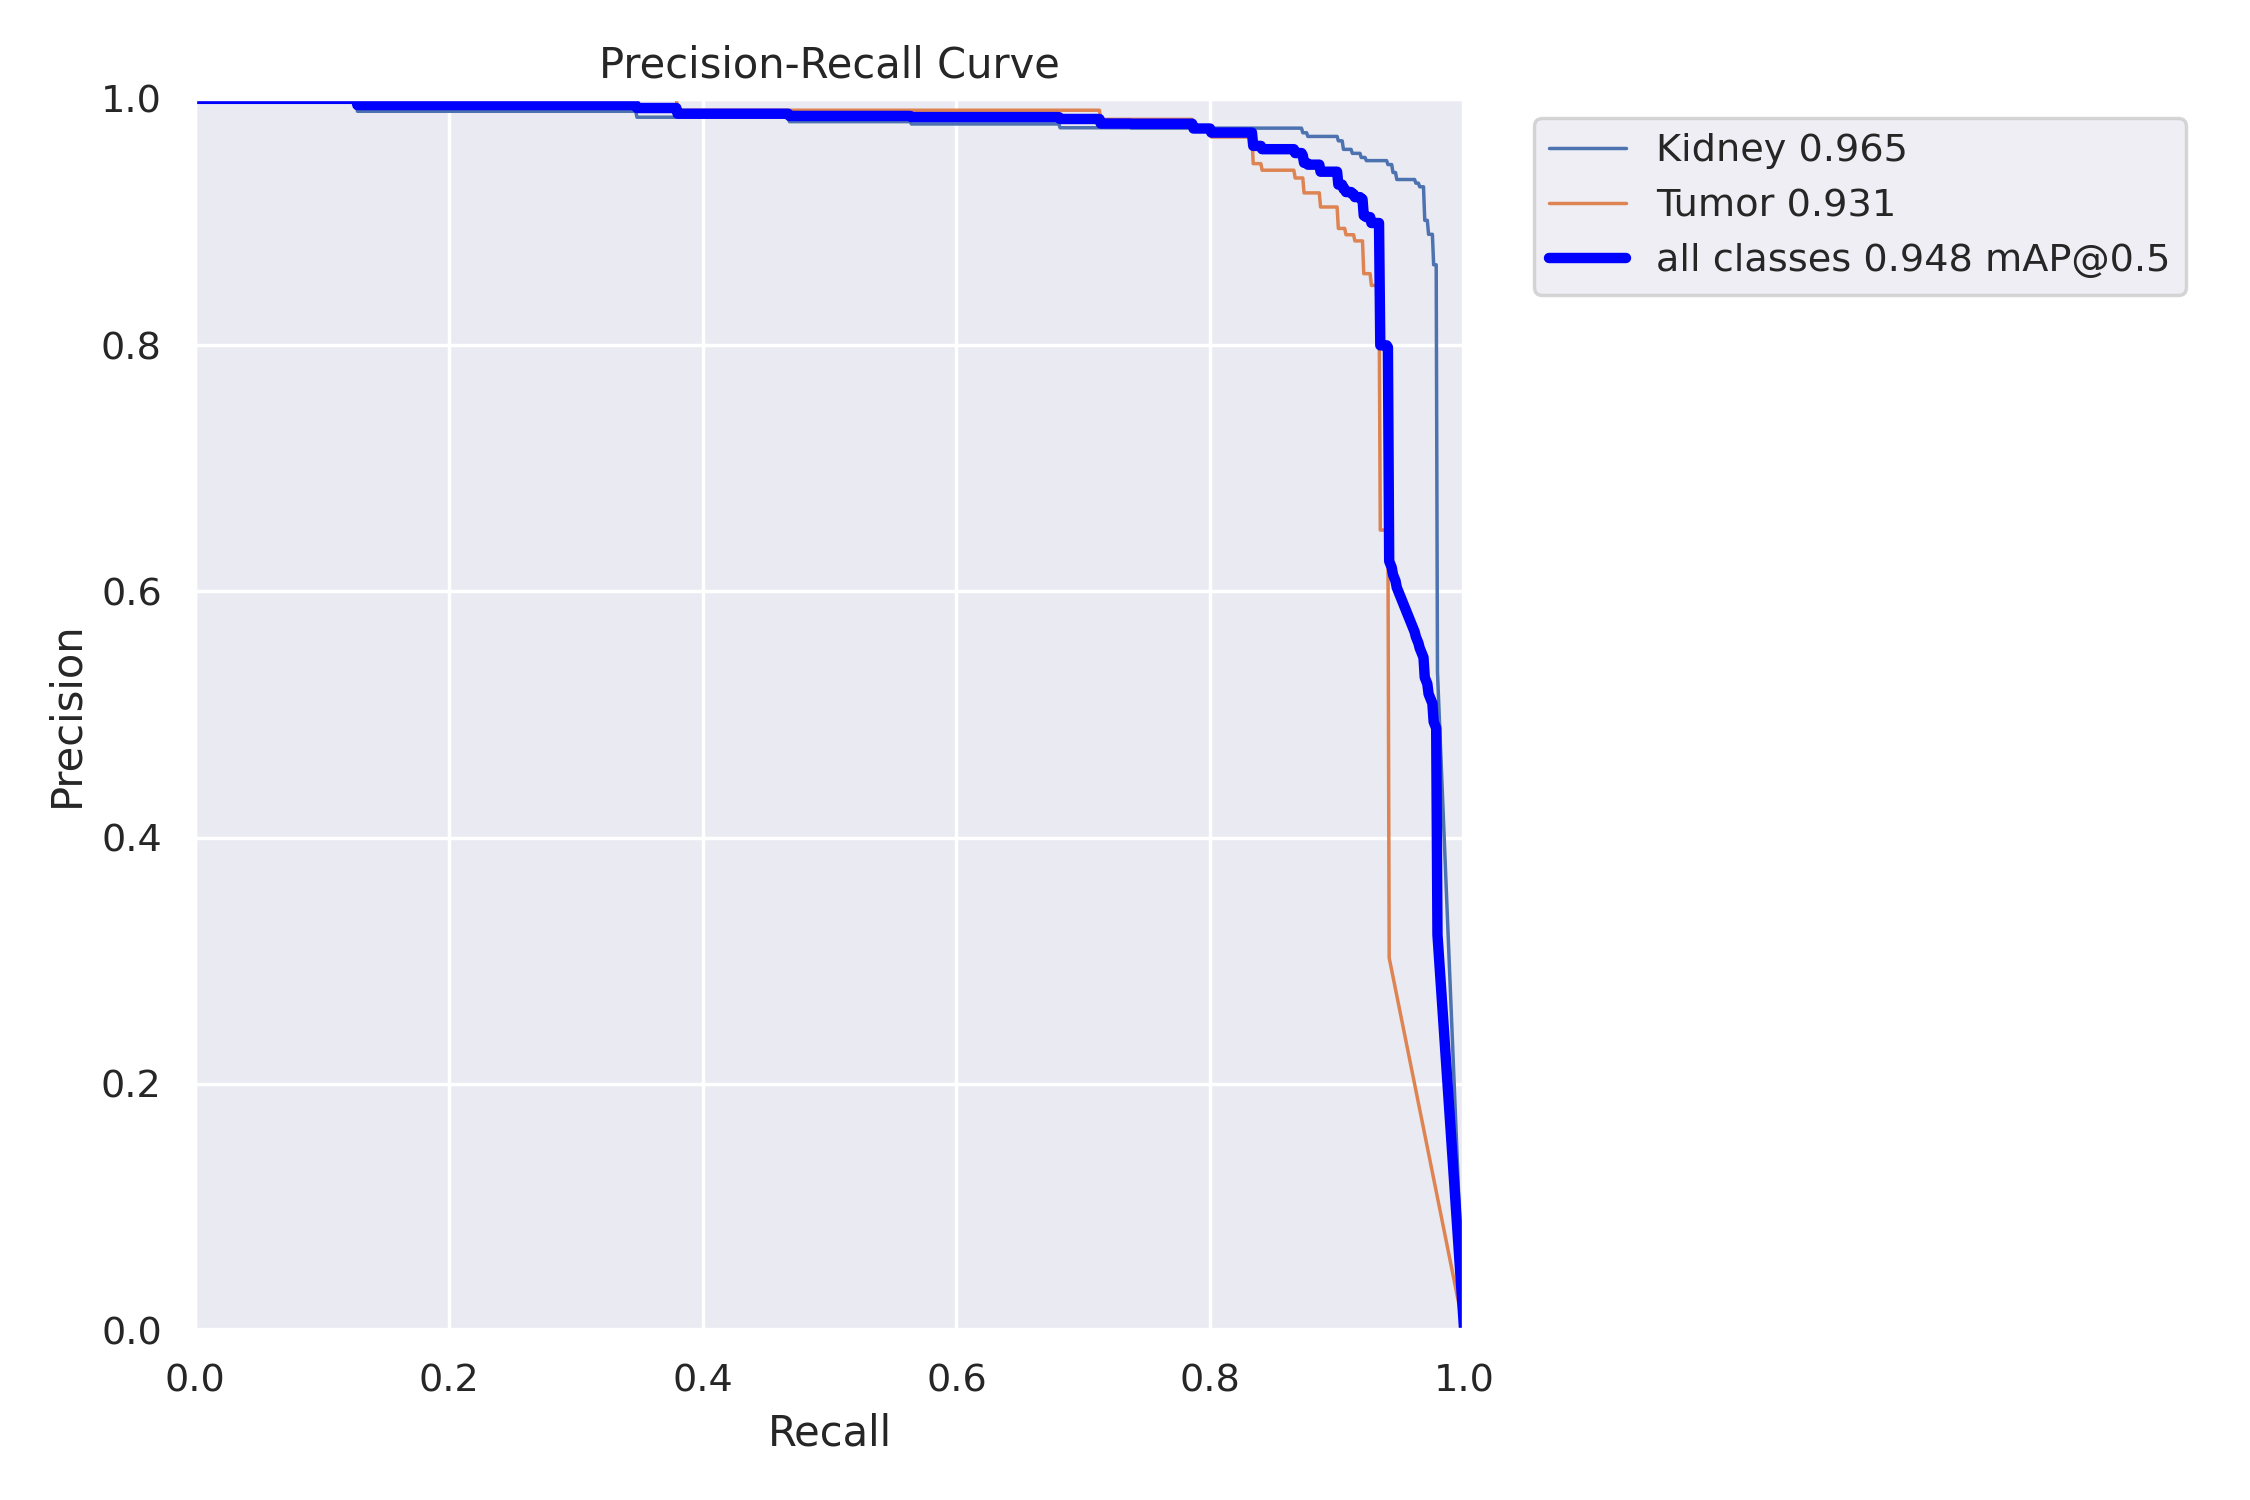 Precision-Recall Curve
1.0
0.8
0.6
0.4
0.2
0.0
Precision
0.0 0.2 0.4 0.6 0.8 1.0
Recall
Kidney 0.965
Tumor 0.931
all classes 0.948 mAP@0.5